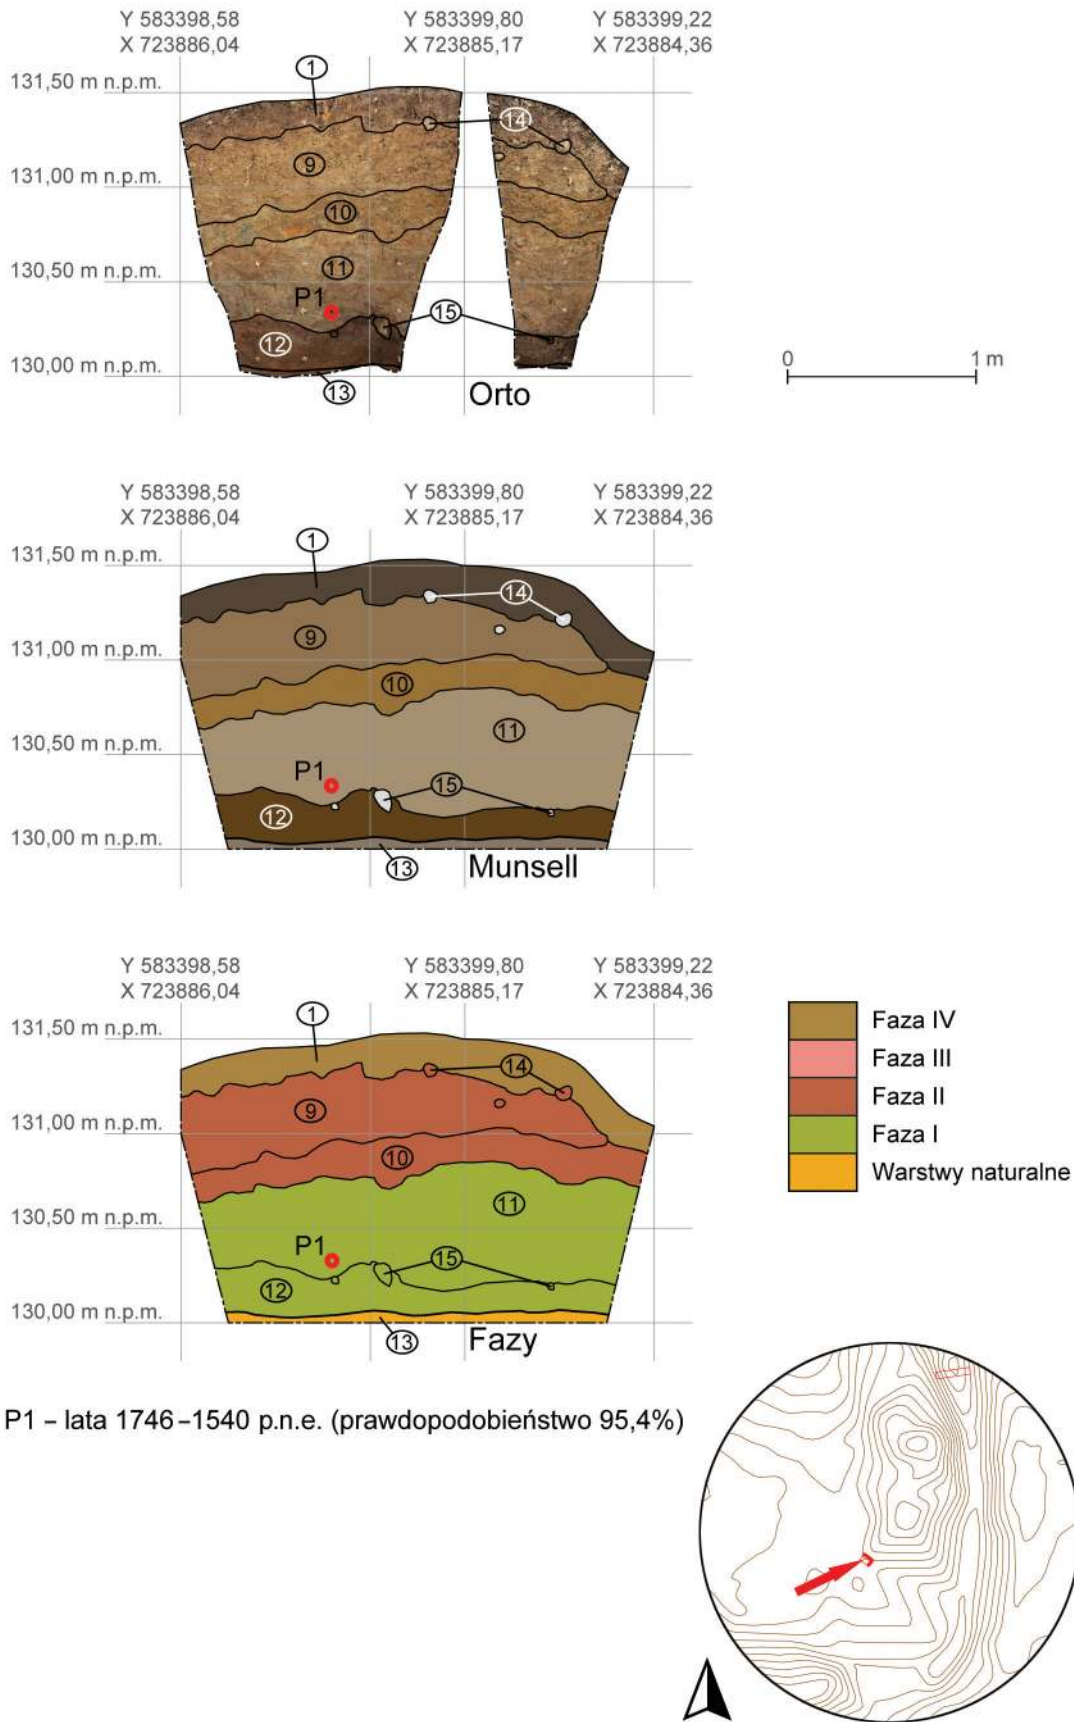 Y 583398,58 Y 583399,80 Y 583399,22
X 723886,04 X 723885,17 X 723884,36
1
131,50 m n.p.m.
14
9
131,00 m n.p.m.
10
11
130,50 m n.p.m.
P1
15
12
130,00 m n.p.m.
13
Orto
0 1 m
Y 583398,58 Y 583399,80 Y 583399,22
X 723886,04 X 723885,17 X 723884,36
1
131,50 m n.p.m.
14
9
131,00 m n.p.m.
10
11
130,50 m n.p.m.
P1
15
12
130,00 m n.p.m.
13
Munsell
Y 583398,58 Y 583399,80 Y 583399,22
X 723886,04 X 723885,17 X 723884,36
1
131,50 m n.p.m.
14
9
131,00 m n.p.m.
10
11
130,50 m n.p.m.
P1
15
12
130,00 m n.p.m.
13
Fazy
Faza IV
Faza III
Faza II
Faza I
Warstwy naturalne
P1 – lata 1746–1540 p.n.e. (prawdopodobieństwo 95,4%)